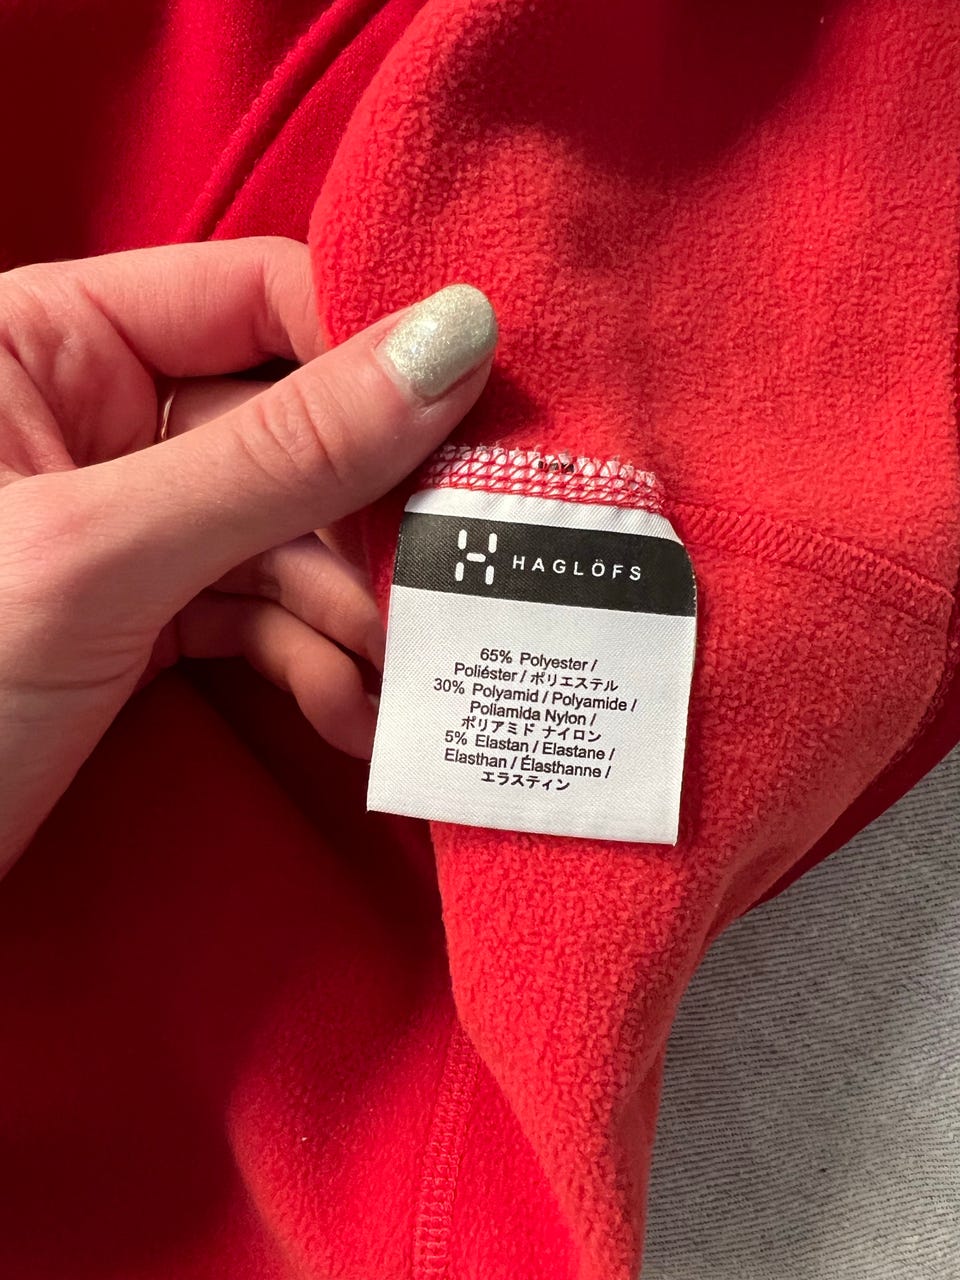 HAGLÖFS
65% Polyester /
Poliéster / ポリエステル
30% Polyamid / Polyamide /
Poliamida Nylon /
ポリアミド ナイロン
5% Elastan / Elastane /
Elasthan / Élasthanne /
エラスティン